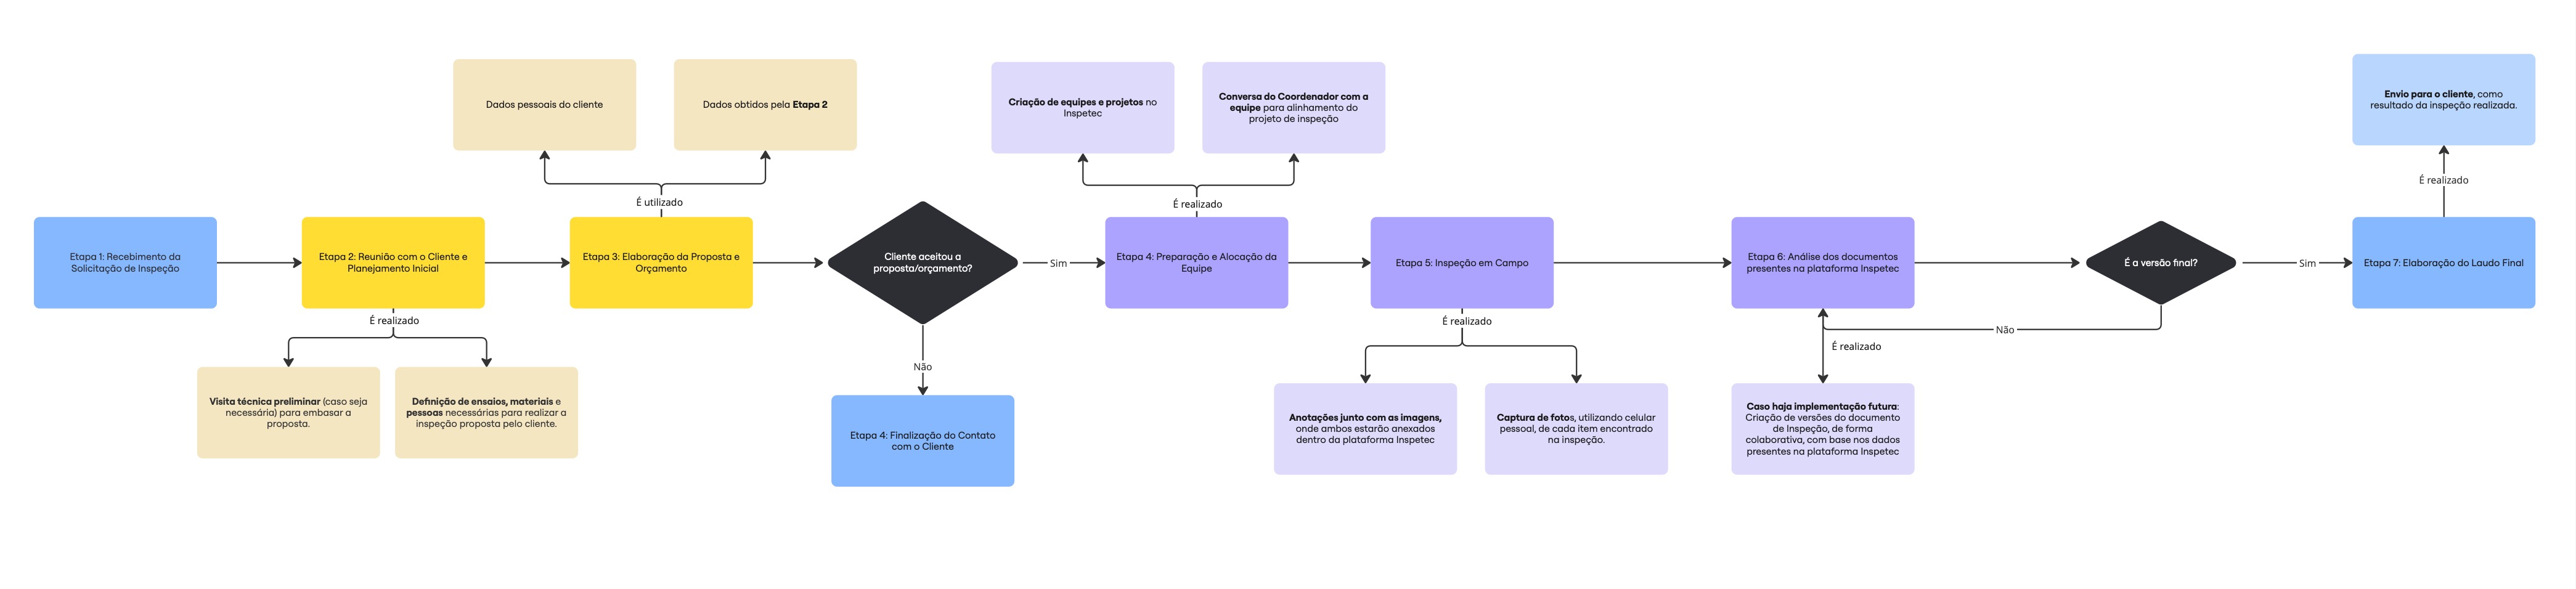 Dados pessoais do cliente
Dados obtidos pela Etapa 2
É utilizado
Criação de equipes e projetos no
Inspetec
Conversa do Coordenador com a
equipe para alinhamento do
projeto de inspeção
É realizado
Envio para o cliente, como
resultado da inspeção realizada.
É realizado
Etapa 1: Recebimento da
Solicitação de Inspeção
Etapa 2: Reunião com o Cliente e
Planejamento Inicial
Etapa 3: Elaboração da Proposta e
Orçamento
Cliente aceitou a
proposta/orçamento?
Sim
Etapa 4: Preparação e Alocação da
Equipe
Etapa 5: Inspeção em Campo
Etapa 6: Análise dos documentos
presentes na plataforma Inspetec
É a versão final?
Sim
Etapa 7: Elaboração do Laudo Final
É realizado
Visita técnica preliminar (caso seja
necessária) para embasar a
proposta.
Definição de ensaios, materiais e
pessoas necessárias para realizar a
inspeção proposta pelo cliente.
Não
Etapa 4: Finalização do Contato
com o Cliente
É realizado
Anotações junto com as imagens,
onde ambos estarão anexados
dentro da plataforma Inspetec
Captura de fotos, utilizando celular
pessoal, de cada item encontrado
na inspeção.
Não
É realizado
Caso haja implementação futura:
Criação de versões do documento
de Inspeção, de forma
colaborativa, com base nos dados
presentes na plataforma Inspetec